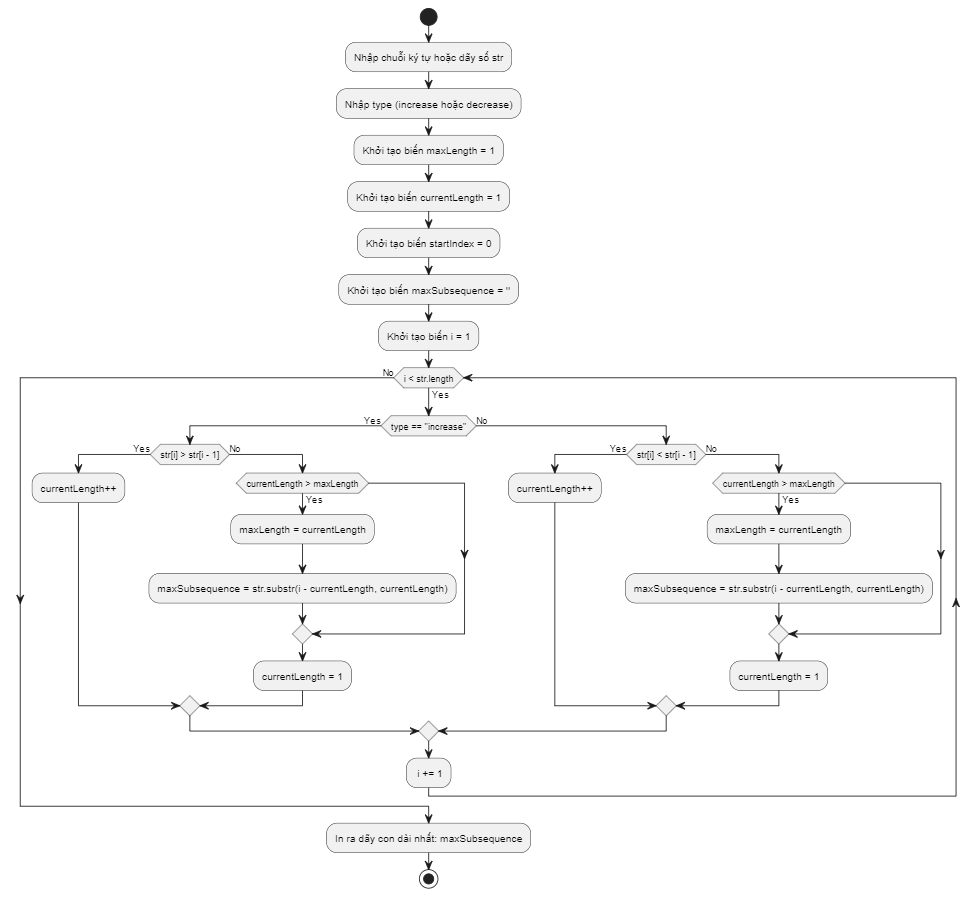 Nhập chuỗi ký tự hoặc dãy số str
Nhập type (increase hoặc decrease)
Khởi tạo biến maxLength = 1
Khởi tạo biến currentLength = 1
Khởi tạo biến startIndex = 0
Khởi tạo biến maxSubsequence = ''
Khởi tạo biến i = 1
No
i < str.length
Yes
Yes
type == "increase"
No
Yes
str[i] > str[i - 1]
No
currentLength++
currentLength > maxLength
Yes
maxLength = currentLength
maxSubsequence = str.substr(i - currentLength, currentLength)
currentLength = 1
Yes
str[i] < str[i - 1]
No
currentLength++
currentLength > maxLength
Yes
maxLength = currentLength
maxSubsequence = str.substr(i - currentLength, currentLength)
currentLength = 1
i += 1
In ra dãy con dài nhất: maxSubsequence